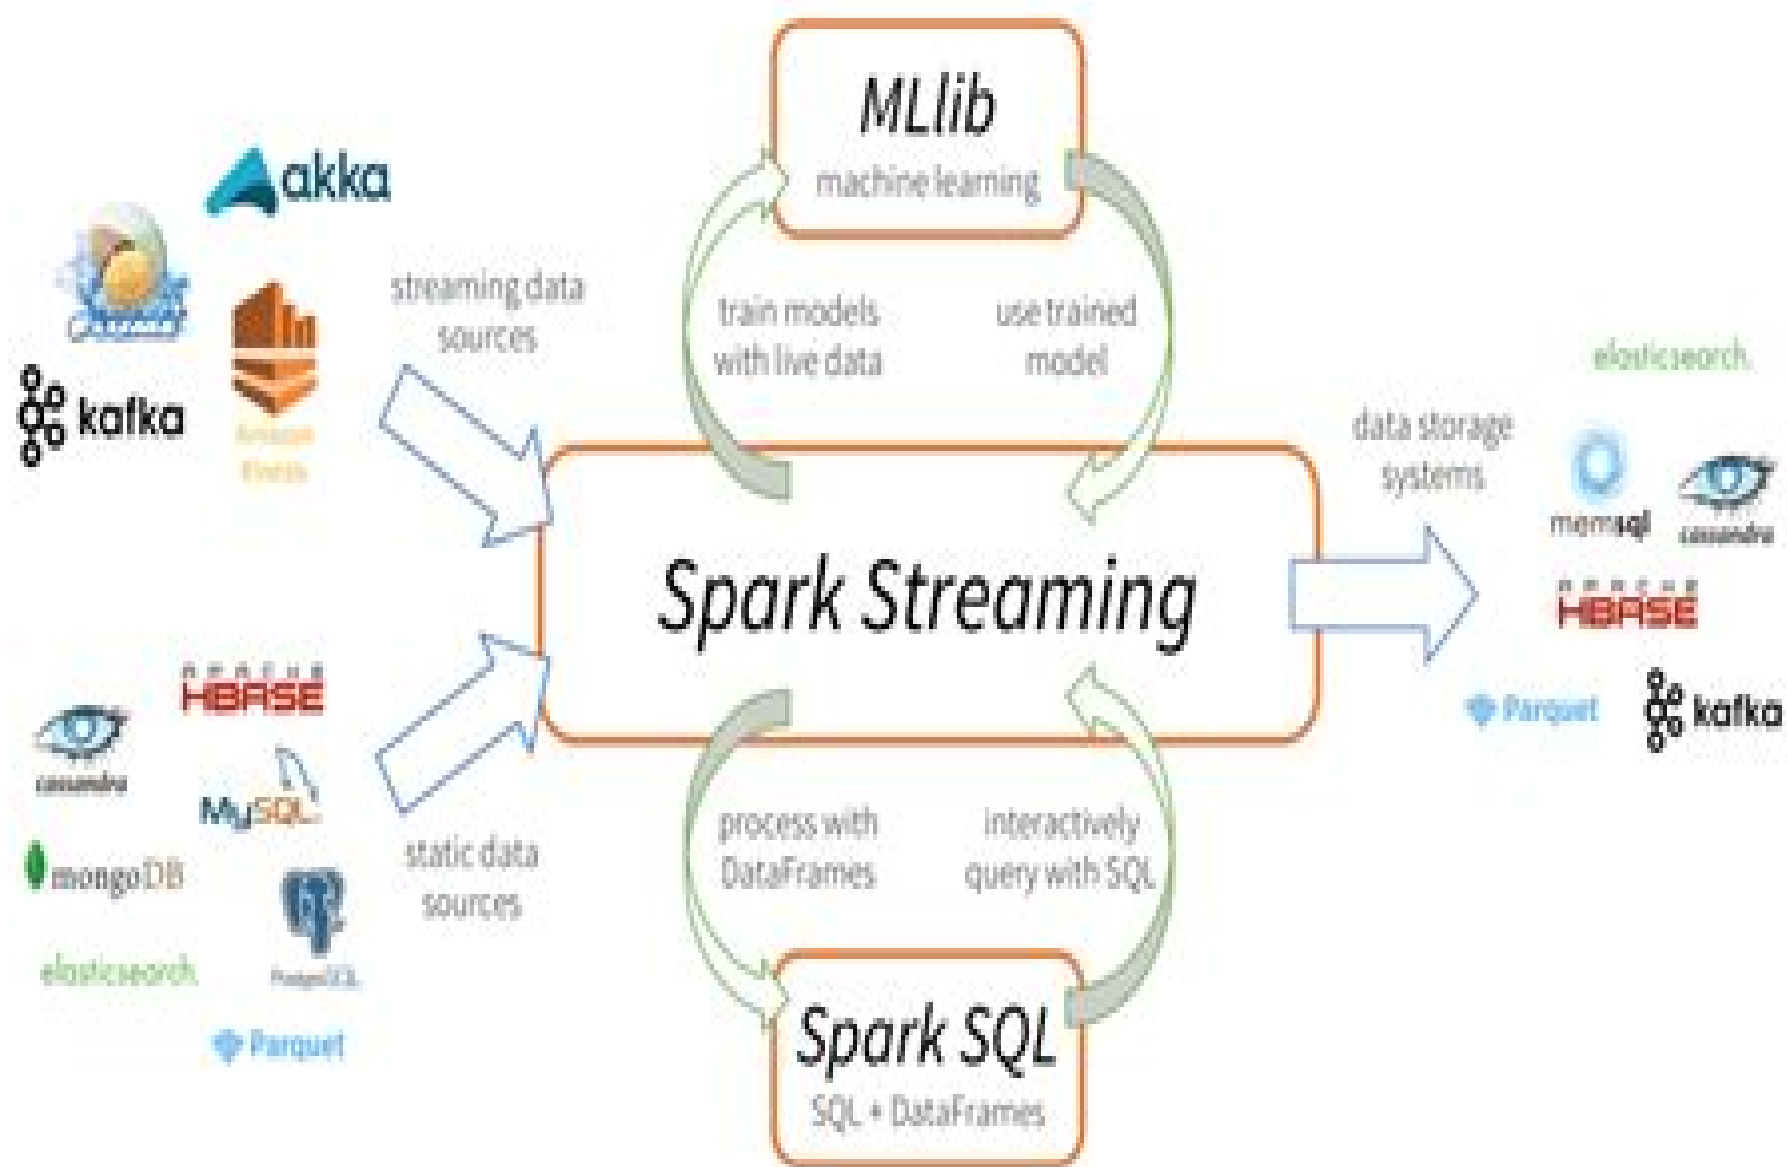 MLlib
machine learning
akka
streaming data
sources
kafka
train models
with live data
use trained
model
elasticsearch.
data storage
systems
memsql
cassandra
Spark Streaming
APACHE
HBASE
Parquet
kafka
APACHE
HBASE
cassandra
MySQL
mongoDB
static data
sources
elasticsearch.
PostgreSQL
Parquet
process with
DataFrames
interactively
query with SQL
Spark SQL
SQL + DataFrames